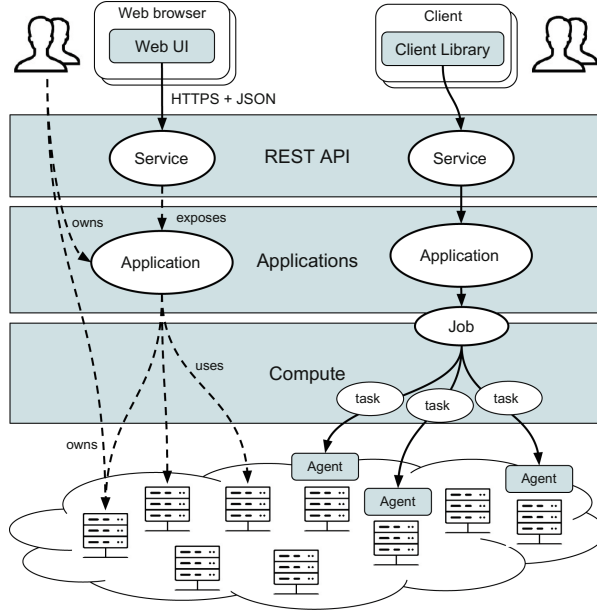 Web browser
Client
Web UI
Client Library
HTTPS + JSON
Service
REST API
Service
exposes
owns
Application
Applications
Application
Job
uses
Compute
task
task
task
owns
Agent
Agent
Agent